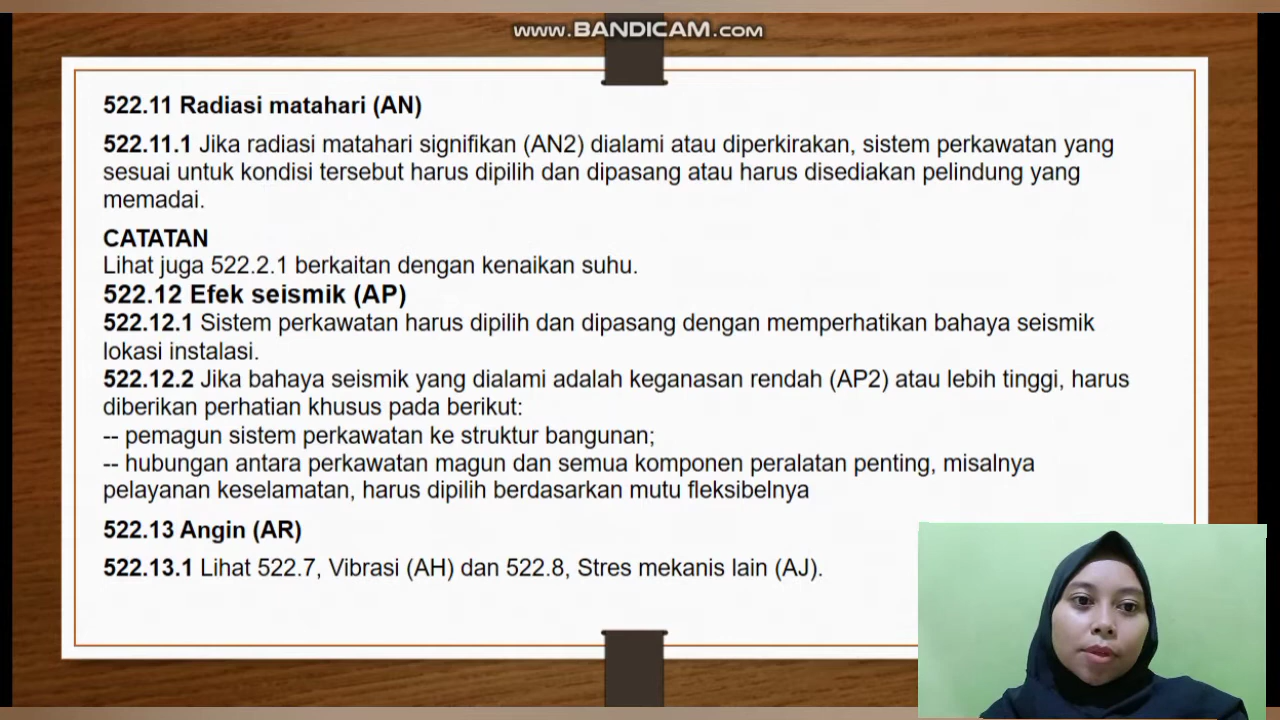 www.BANDICAM.com
522.11 Radiasi matahari (AN)
522.11.1 Jika radiasi matahari signifikan (AN2) dialami atau diperkirakan, sistem perkawatan yang
sesuai untuk kondisi tersebut harus dipilih dan dipasang atau harus disediakan pelindung yang
memadai.
CATATAN
Lihat juga 522.2.1 berkaitan dengan kenaikan suhu.
522.12 Efek seismik (AP)
522.12.1 Sistem perkawatan harus dipilih dan dipasang dengan memperhatikan bahaya seismik
lokasi instalasi.
522.12.2 Jika bahaya seismik yang dialami adalah keganasan rendah (AP2) atau lebih tinggi, harus
diberikan perhatian khusus pada berikut:
-- pemagun sistem perkawatan ke struktur bangunan;
-- hubungan antara perkawatan magun dan semua komponen peralatan penting, misalnya
pelayanan keselamatan, harus dipilih berdasarkan mutu fleksibelnya
522.13 Angin (AR)
522.13.1 Lihat 522.7, Vibrasi (AH) dan 522.8, Stres mekanis lain (AJ).